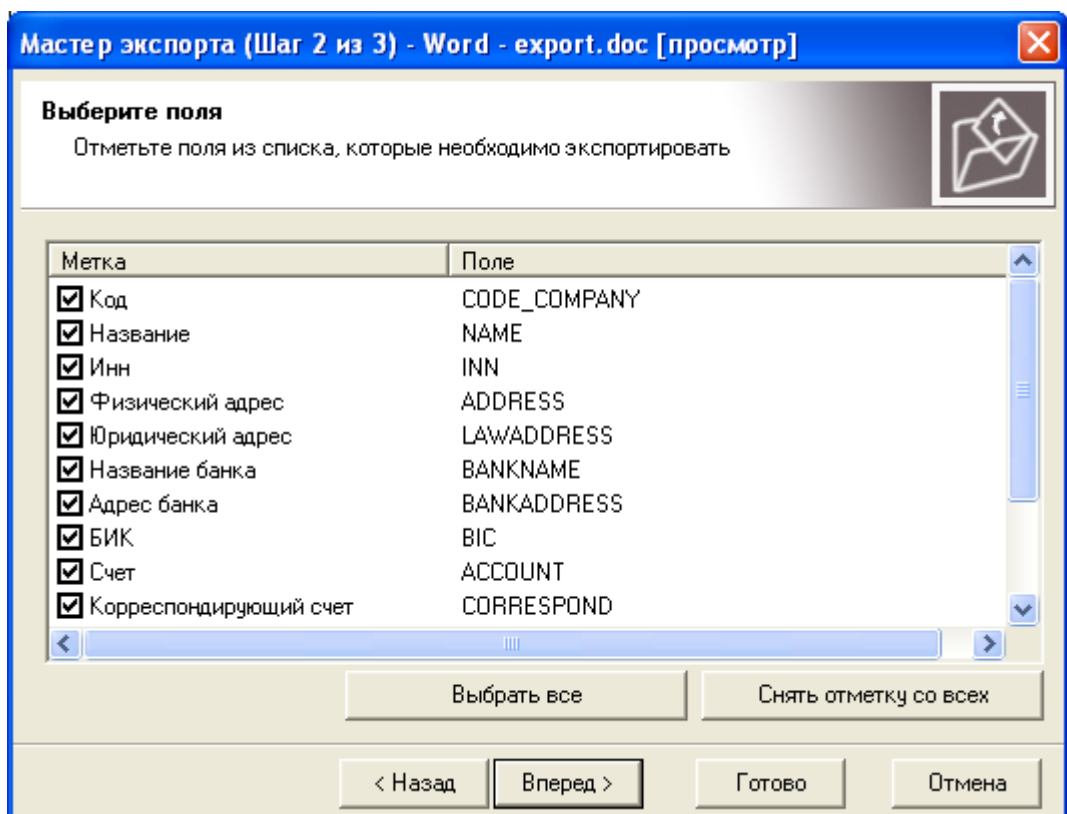 Мастер экспорта (Шаг 2 из 3) - Word - export.doc [просмотр]
Выберите поля
Отметьте поля из списка, которые необходимо экспортировать
Метка Поле
Код CODE_COMPANY
Название NAME
Инн INN
Физический адрес ADDRESS
Юридический адрес LAWADDRESS
Название банка BANKNAME
Адрес банка BANKADDRESS
БИК BIC
Счет ACCOUNT
Корреспондирующий счет CORRESPOND
Выбрать все Снять отметку со всех
< Назад Вперед > Готово Отмена